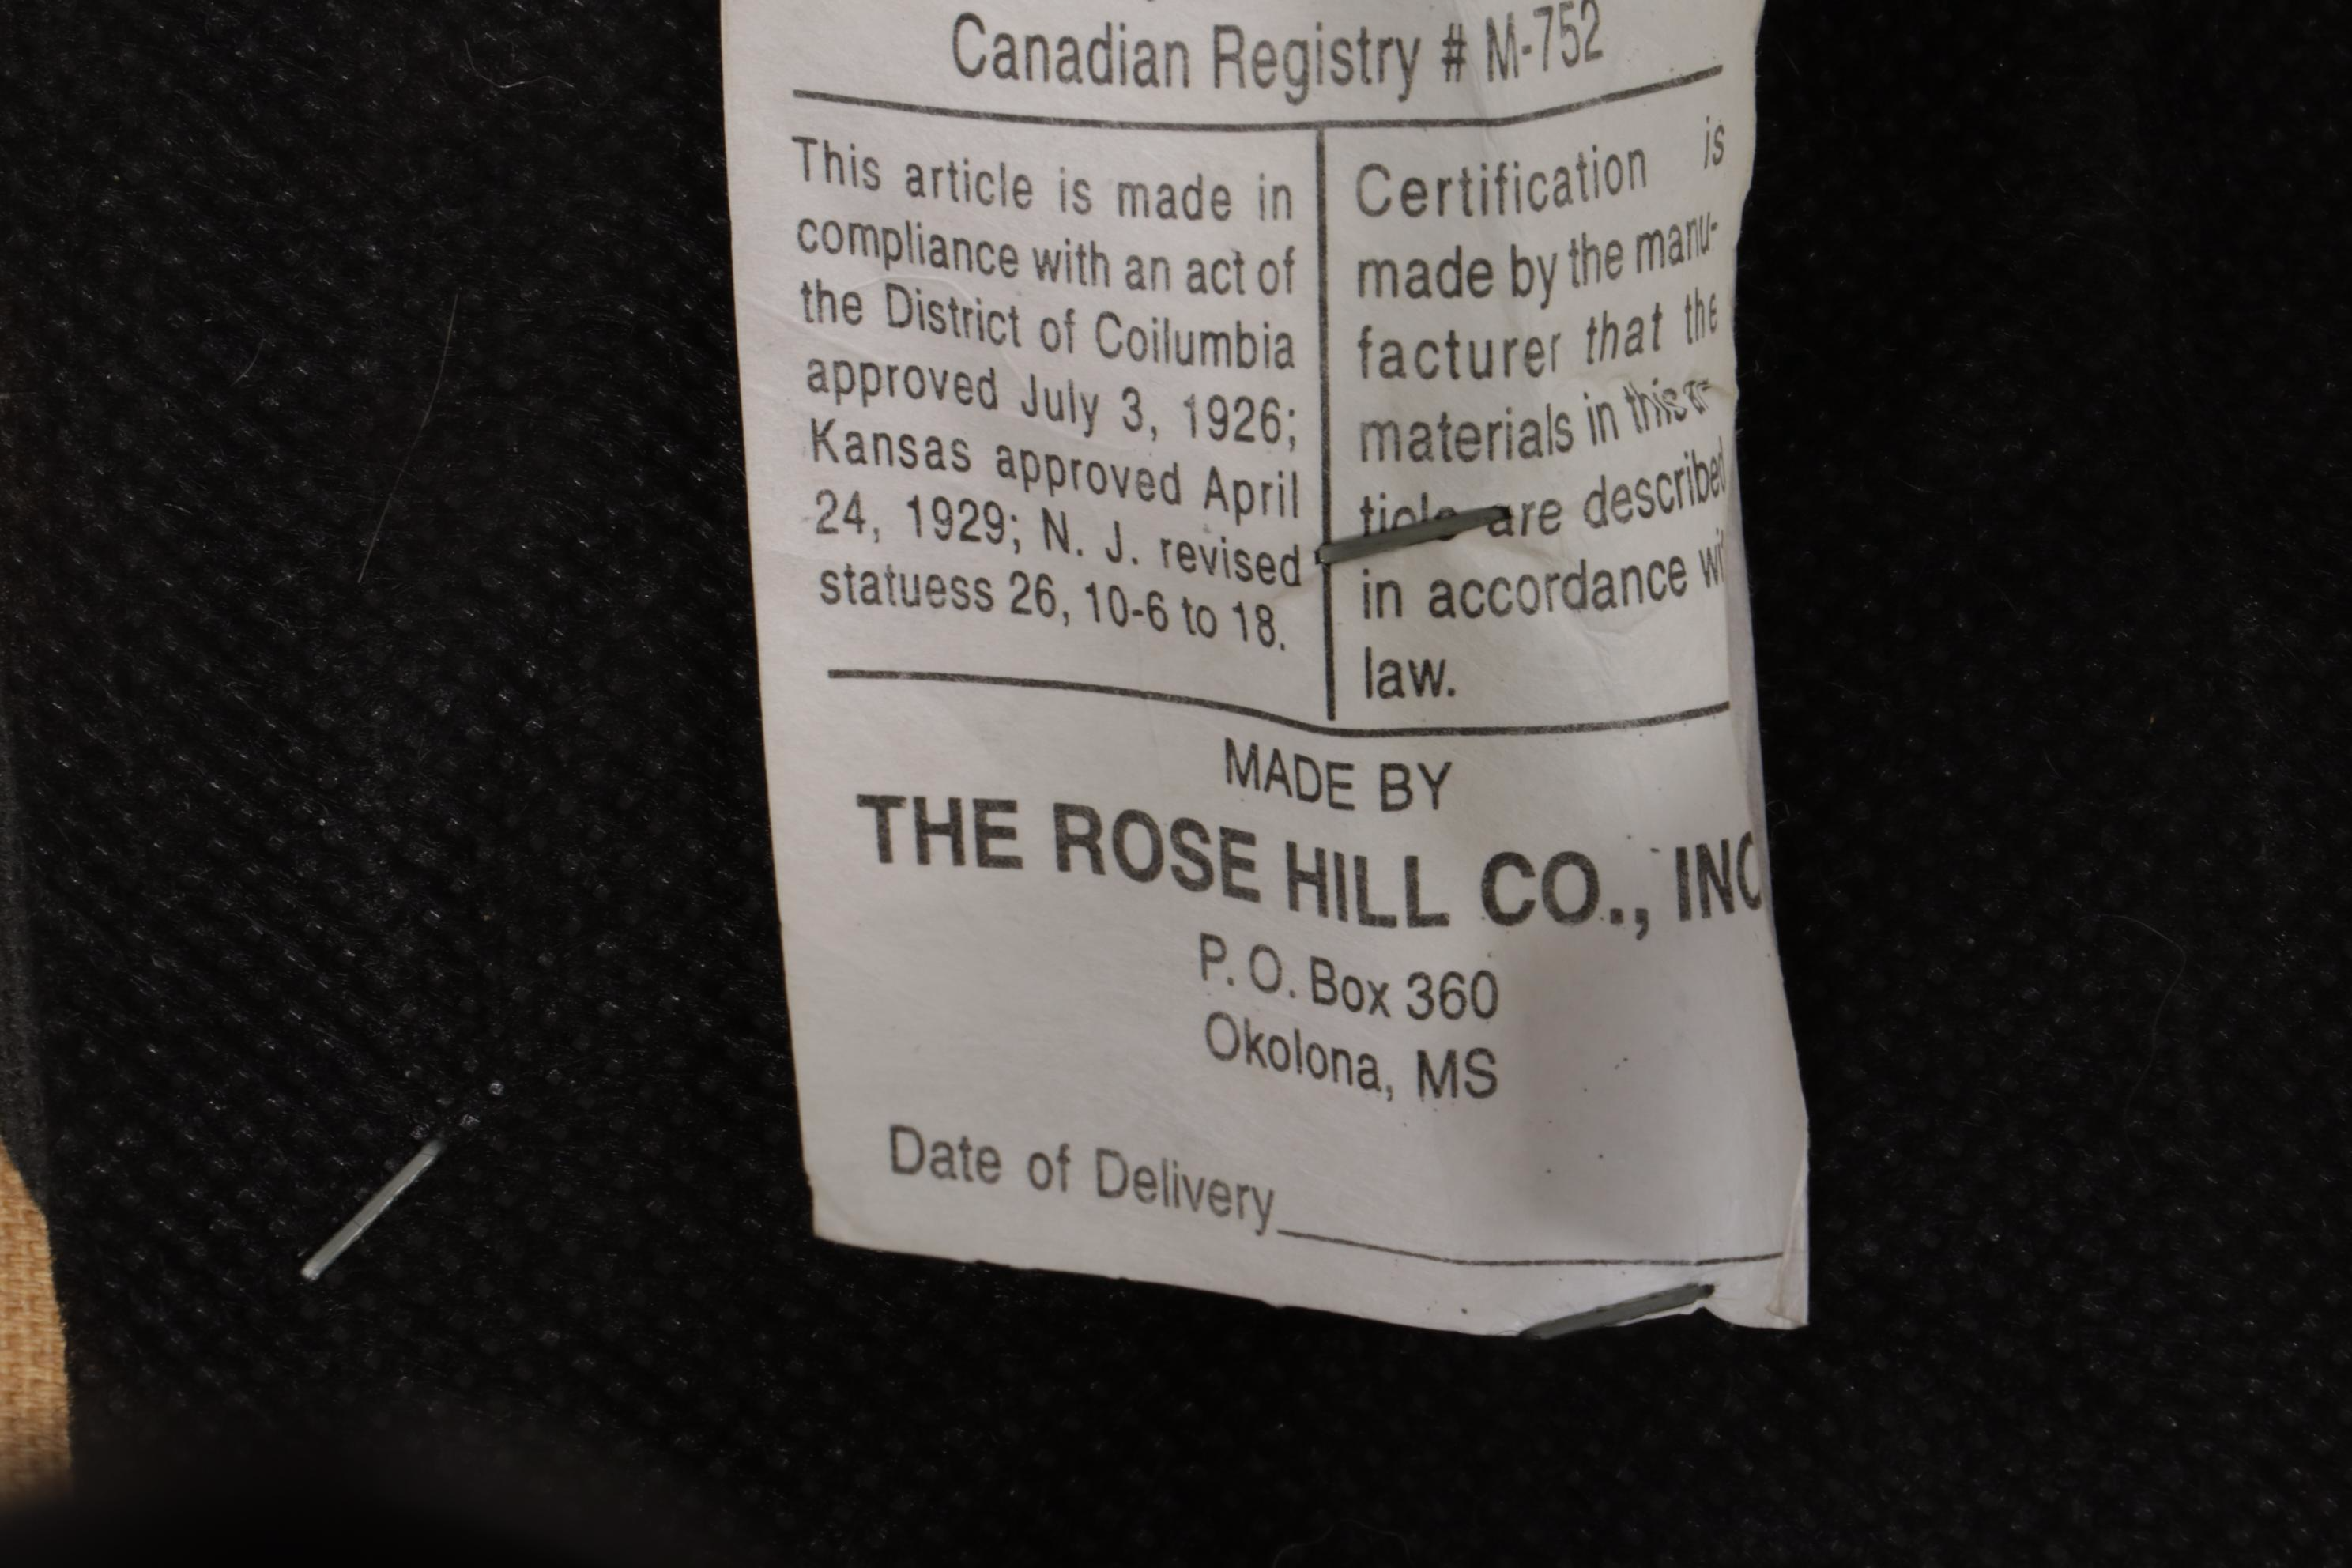 Canadian Registry # M-752
This article is made in
compliance with an act of
the District of Coilumbia
approved July 3, 1926;
Kansas approved April
24, 1929; N. J. revised
statuess 26, 10-6 to 18.
Certification is
made by the manu-
facturer that the
materials in this ar-
ticle are described
in accordance
law.
MADE BY
THE ROSE HILL CO., INC
P. O. Box 360
Okolona, MS
Date of Delivery